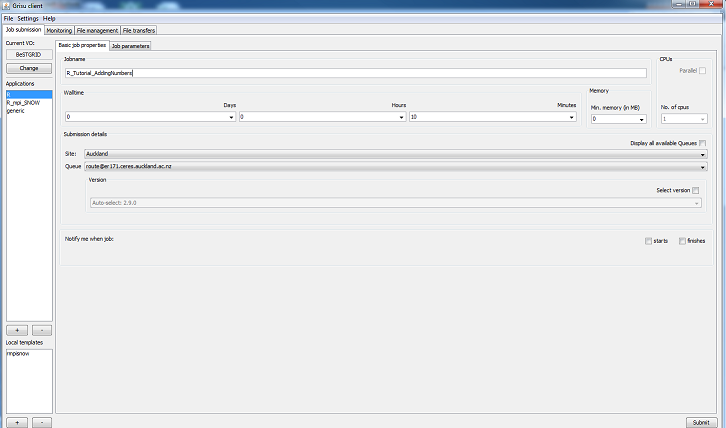 Grisu client
File Settings Help
Job submission Monitoring File management File transfers
Current VO:
BeSTGRID
Change
Applications
R
R_mpi_SNOW
generic
+ -
Local templates
rmpisnow
+ -
Basic job properties Job parameters
Jobname
R_Tutorial_AddingNumbers
CPUs
Parallel
No. of cpus
1
Walltime
Days Hours Minutes
0 0 10
Memory
Min. memory (in MB)
0
Submission details
Display all available Queues
Site: Auckland
Queue route@er171.ceres.auckland.ac.nz
Version
Select version
Auto-select: 2.9.0
Notify me when job: starts finishes
Submit